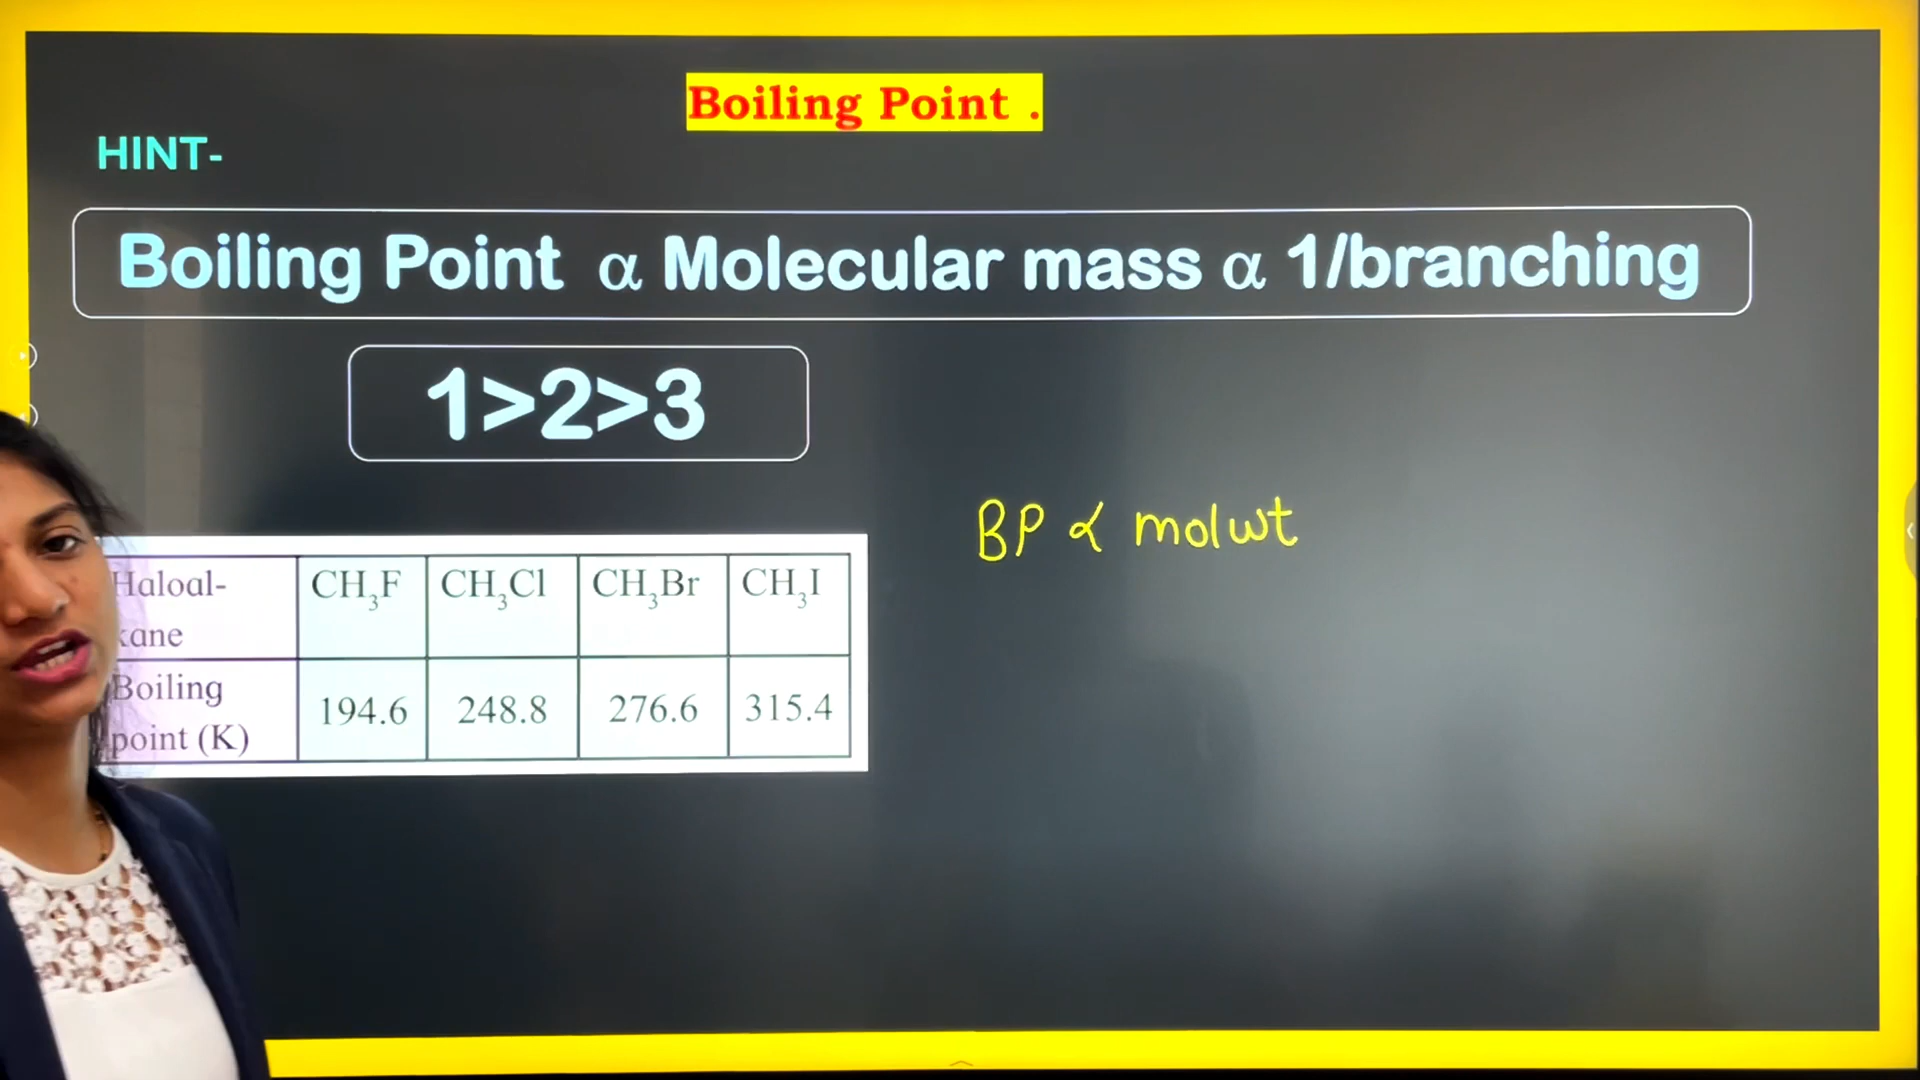 Boiling Point .
HINT-
Boiling Point α Molecular mass α 1/branching
1>2>3
BP ∝ molwt
Haloal-
kane
CH₃F
CH₃Cl
CH₃Br
CH₃I
Boiling
point (K)
194.6
248.8
276.6
315.4